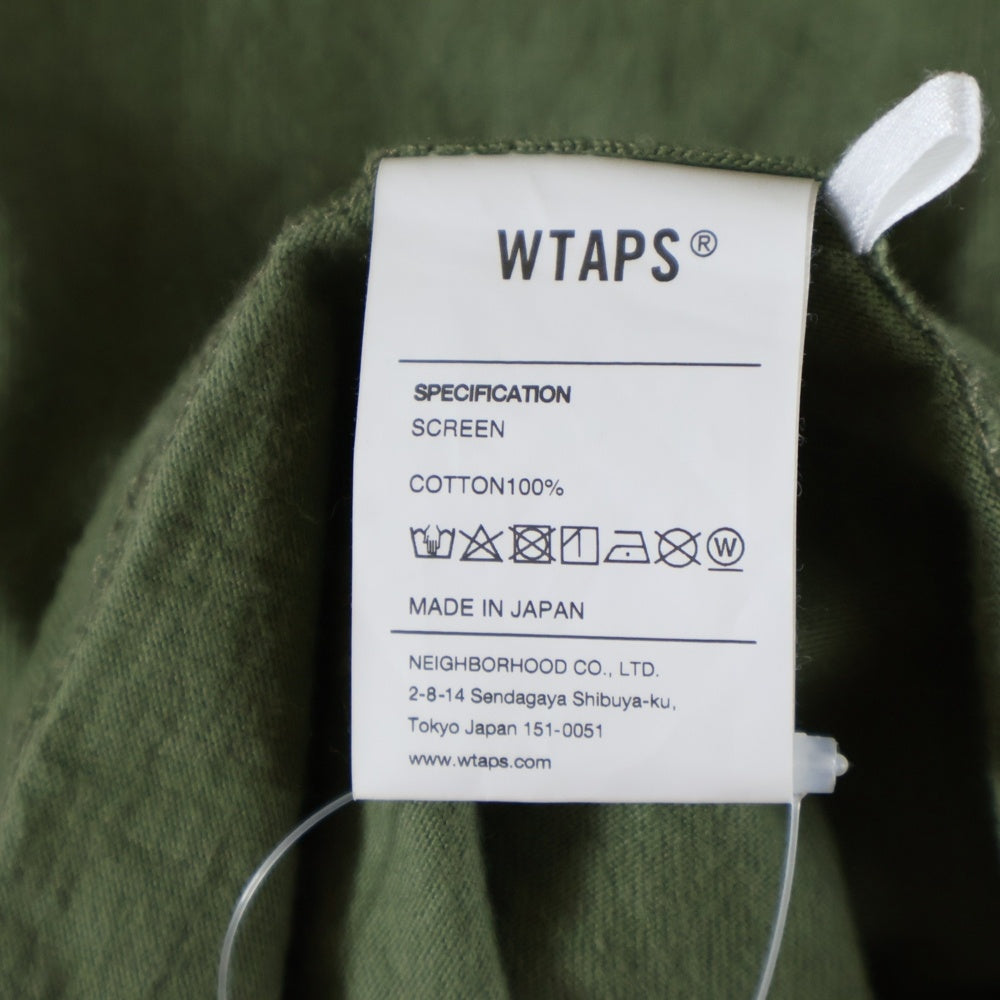 WTAPS®
SPECIFICATION
SCREEN
COTTON100%
W
MADE IN JAPAN
NEIGHBORHOOD CO., LTD.
2-8-14 Sendagaya Shibuya-ku,
Tokyo Japan 151-0051
www.wtaps.com